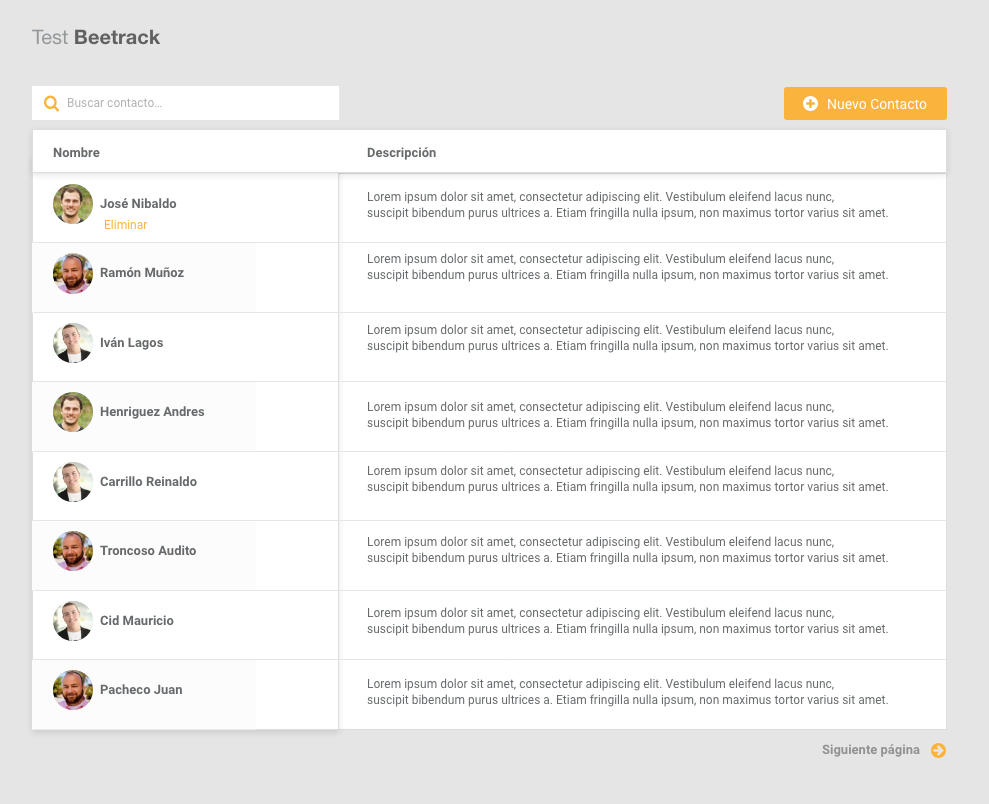 Test Beetrack
Buscar contacto...
Nuevo Contacto
Nombre
Descripción
José Nibaldo
Eliminar
Lorem ipsum dolor sit amet, consectetur adipiscing elit. Vestibulum eleifend lacus nunc,
suscipit bibendum purus ultrices a. Etiam fringilla nulla ipsum, non maximus tortor varius sit amet.
Ramón Muñoz
Lorem ipsum dolor sit amet, consectetur adipiscing elit. Vestibulum eleifend lacus nunc,
suscipit bibendum purus ultrices a. Etiam fringilla nulla ipsum, non maximus tortor varius sit amet.
Iván Lagos
Lorem ipsum dolor sit amet, consectetur adipiscing elit. Vestibulum eleifend lacus nunc,
suscipit bibendum purus ultrices a. Etiam fringilla nulla ipsum, non maximus tortor varius sit amet.
Henriguez Andres
Lorem ipsum dolor sit amet, consectetur adipiscing elit. Vestibulum eleifend lacus nunc,
suscipit bibendum purus ultrices a. Etiam fringilla nulla ipsum, non maximus tortor varius sit amet.
Carrillo Reinaldo
Lorem ipsum dolor sit amet, consectetur adipiscing elit. Vestibulum eleifend lacus nunc,
suscipit bibendum purus ultrices a. Etiam fringilla nulla ipsum, non maximus tortor varius sit amet.
Troncoso Audito
Lorem ipsum dolor sit amet, consectetur adipiscing elit. Vestibulum eleifend lacus nunc,
suscipit bibendum purus ultrices a. Etiam fringilla nulla ipsum, non maximus tortor varius sit amet.
Cid Mauricio
Lorem ipsum dolor sit amet, consectetur adipiscing elit. Vestibulum eleifend lacus nunc,
suscipit bibendum purus ultrices a. Etiam fringilla nulla ipsum, non maximus tortor varius sit amet.
Pacheco Juan
Lorem ipsum dolor sit amet, consectetur adipiscing elit. Vestibulum eleifend lacus nunc,
suscipit bibendum purus ultrices a. Etiam fringilla nulla ipsum, non maximus tortor varius sit amet.
Siguiente página